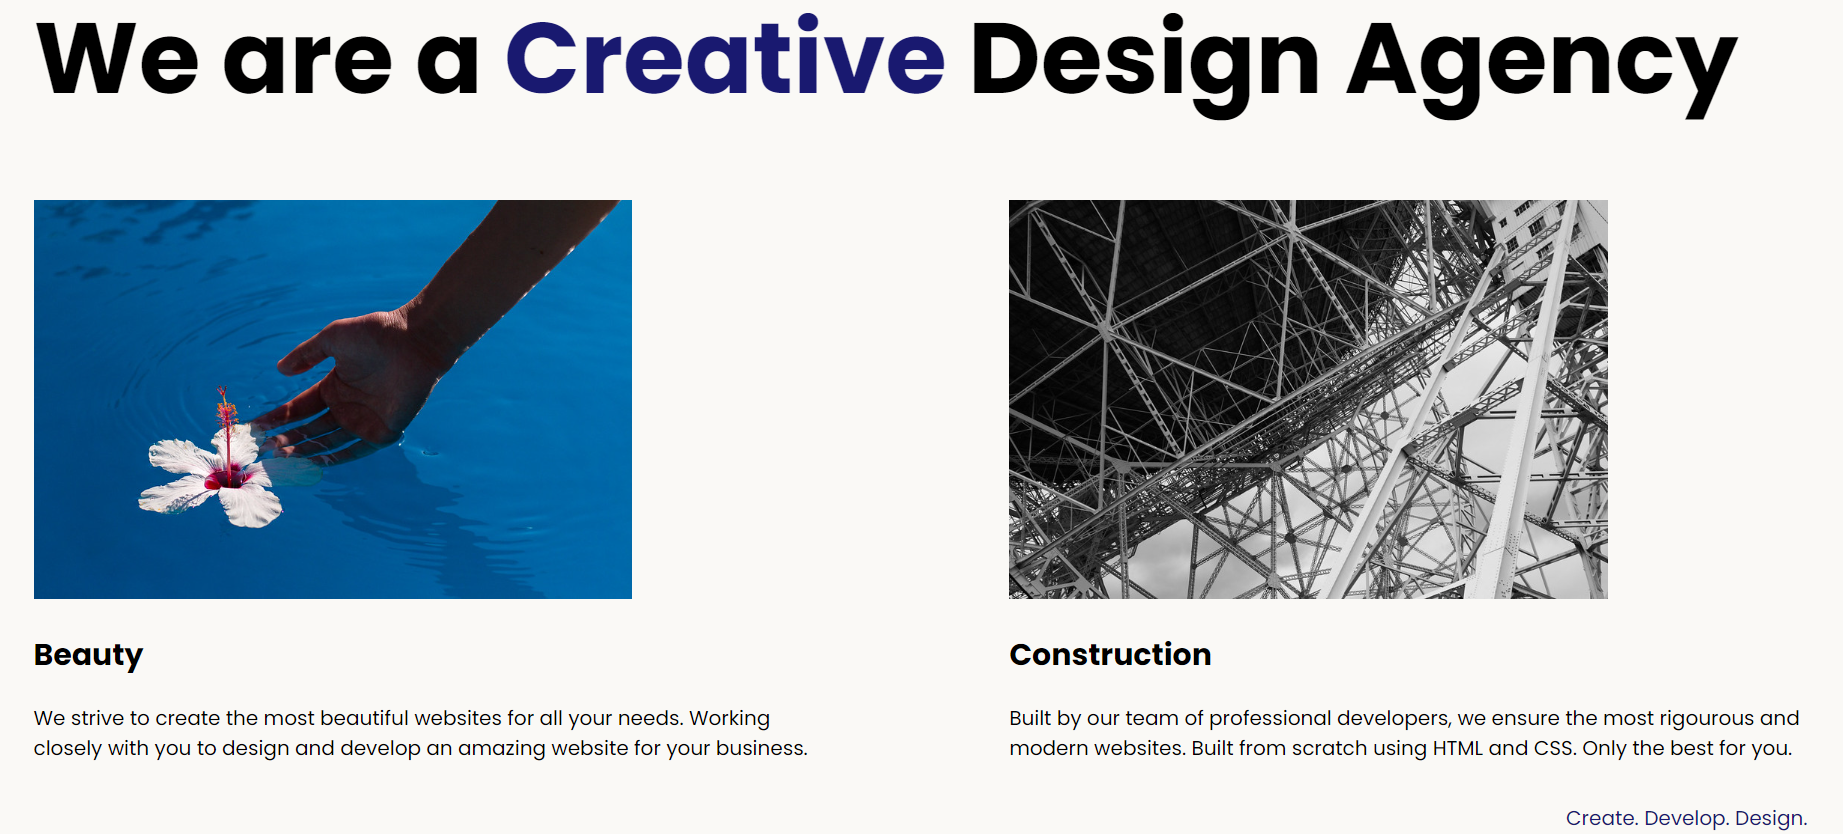 We are a Creative Design Agency
Beauty
We strive to create the most beautiful websites for all your needs. Working
closely with you to design and develop an amazing website for your business.
Construction
Built by our team of professional developers, we ensure the most rigourous and
modern websites. Built from scratch using HTML and CSS. Only the best for you.
Create. Develop. Design.